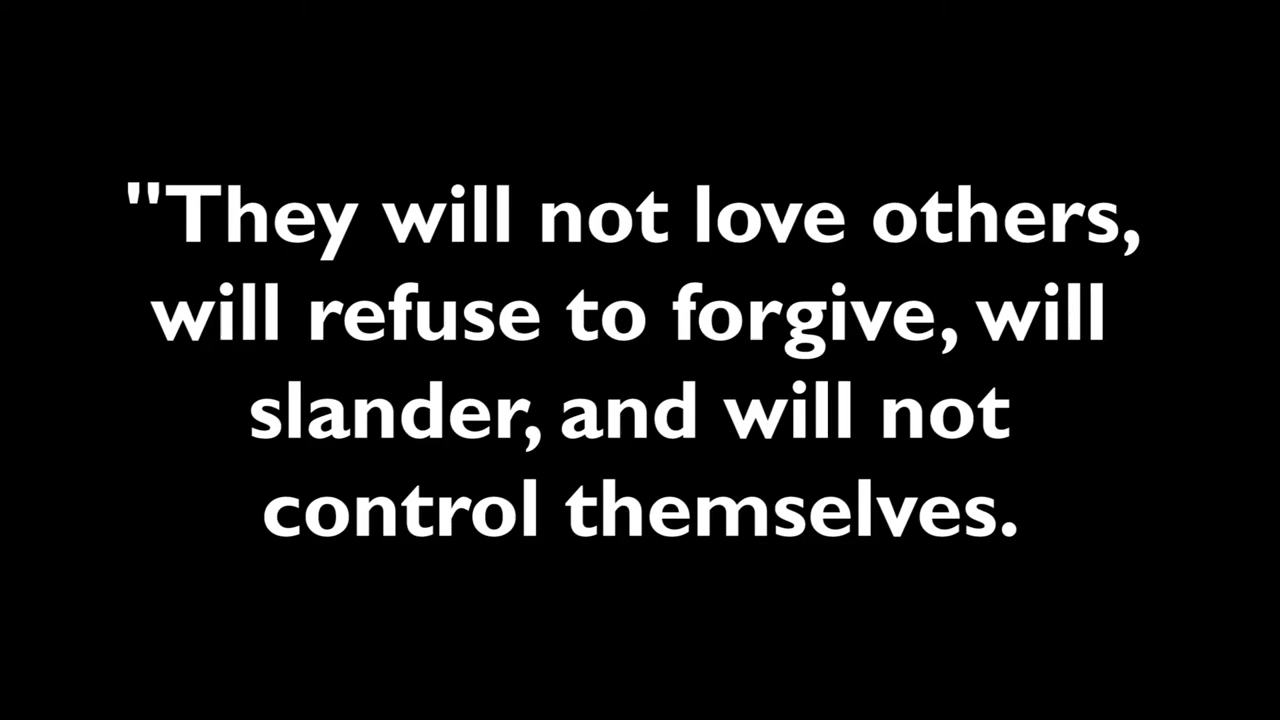 "They will not love others,
will refuse to forgive, will
slander, and will not
control themselves.